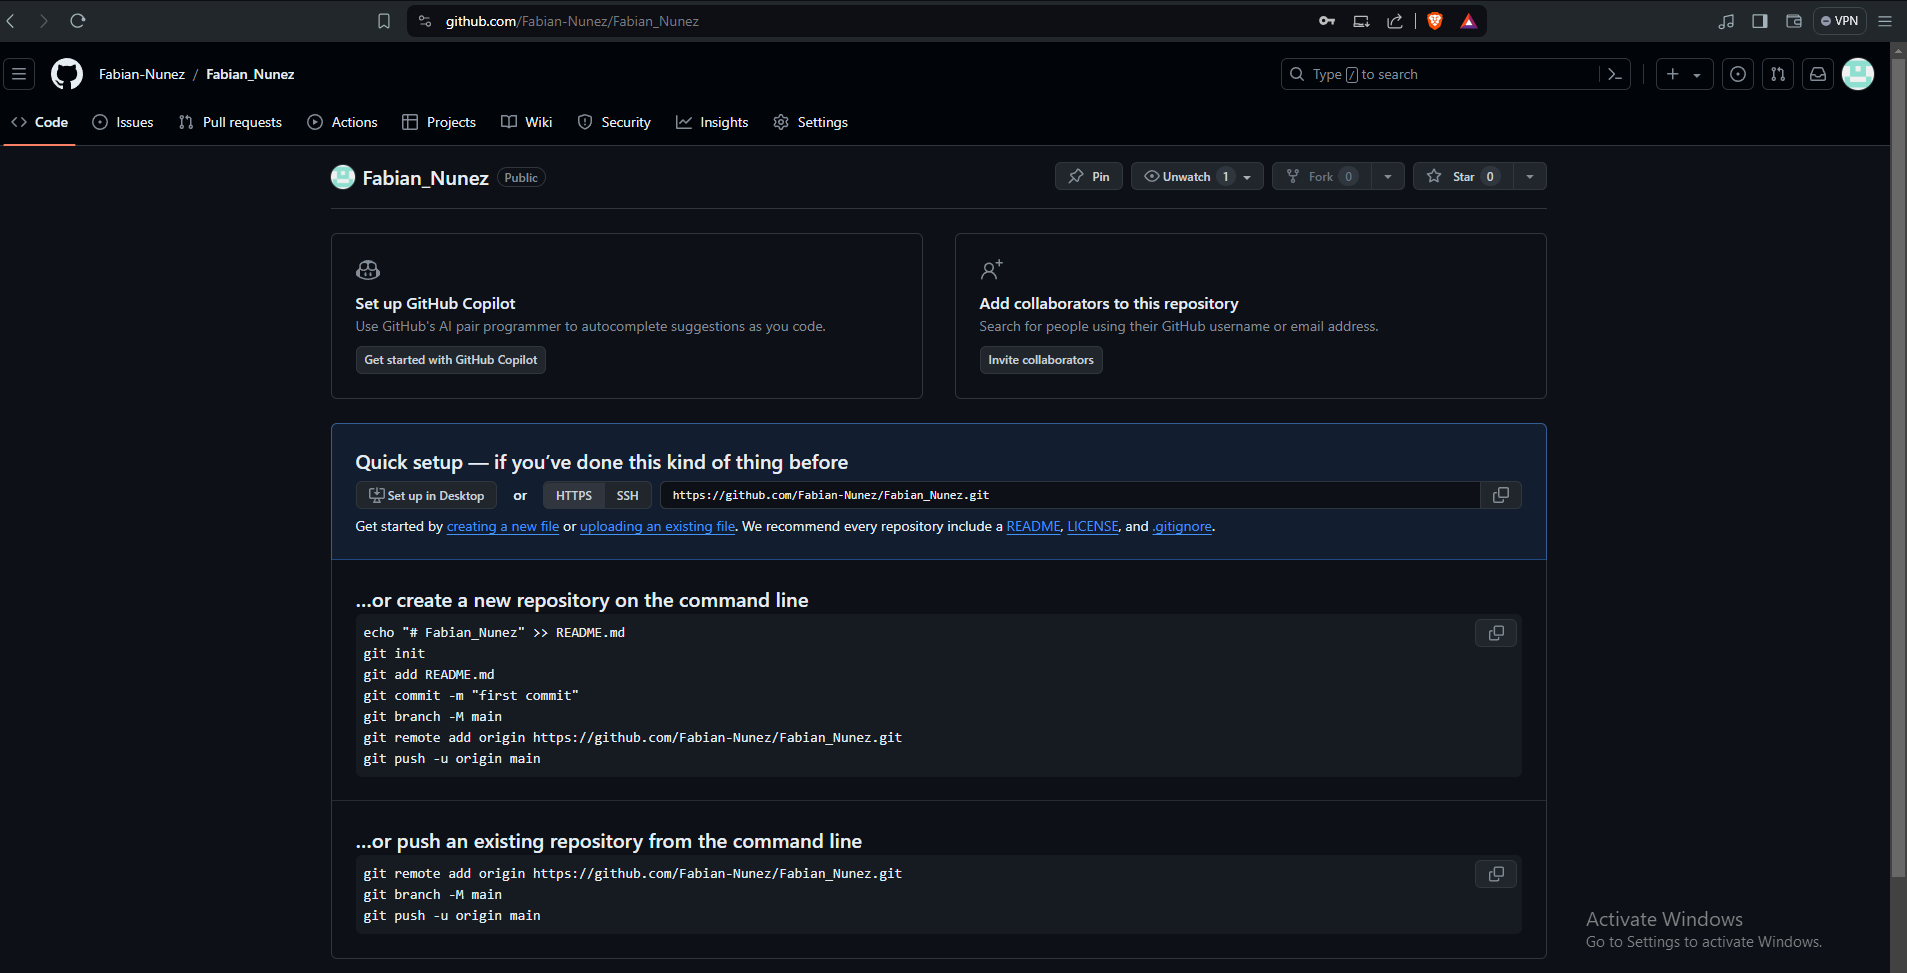 github.com/Fabian-Nunez/Fabian_Nunez
VPN
Fabian-Nunez / Fabian_Nunez
Type / to search
Code Issues Pull requests Actions Projects Wiki Security Insights Settings
Fabian_Nunez Public
Pin Unwatch 1 Fork 0 Star 0
Set up GitHub Copilot
Use GitHub's AI pair programmer to autocomplete suggestions as you code.
Get started with GitHub Copilot
Add collaborators to this repository
Search for people using their GitHub username or email address.
Invite collaborators
Quick setup — if you’ve done this kind of thing before
Set up in Desktop or HTTPS SSH https://github.com/Fabian-Nunez/Fabian_Nunez.git
Get started by creating a new file or uploading an existing file. We recommend every repository include a README, LICENSE, and .gitignore.
…or create a new repository on the command line
echo "# Fabian_Nunez" >> README.md
git init
git add README.md
git commit -m "first commit"
git branch -M main
git remote add origin https://github.com/Fabian-Nunez/Fabian_Nunez.git
git push -u origin main
…or push an existing repository from the command line
git remote add origin https://github.com/Fabian-Nunez/Fabian_Nunez.git
git branch -M main
git push -u origin main
Activate Windows
Go to Settings to activate Windows.